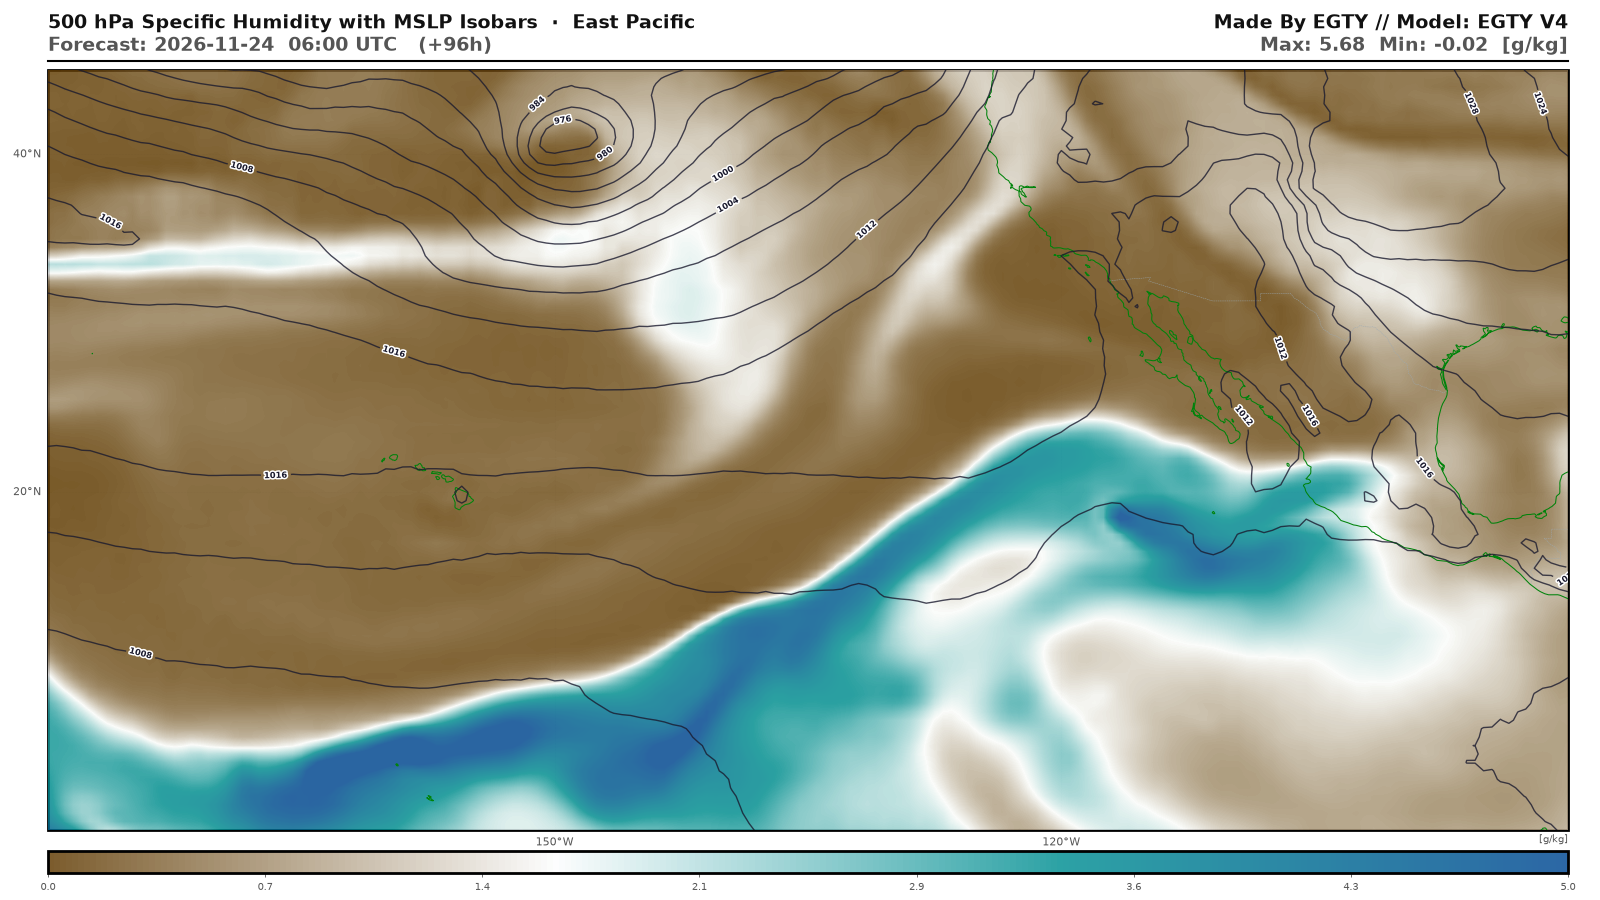 500 hPa Specific Humidity with MSLP Isobars · East Pacific
Made By EGTY // Model: EGTY V4
Forecast: 2026-11-24 06:00 UTC (+96h)
Max: 5.68 Min: -0.02 [g/kg]
984
976
980
1028
1024
40°N
1008
1000
1004
1016
1012
1016
1012
1012
1016
1016
1016
20°N
1008
150°W
120°W
[g/kg]
0.0
0.7
1.4
2.1
2.9
3.6
4.3
5.0